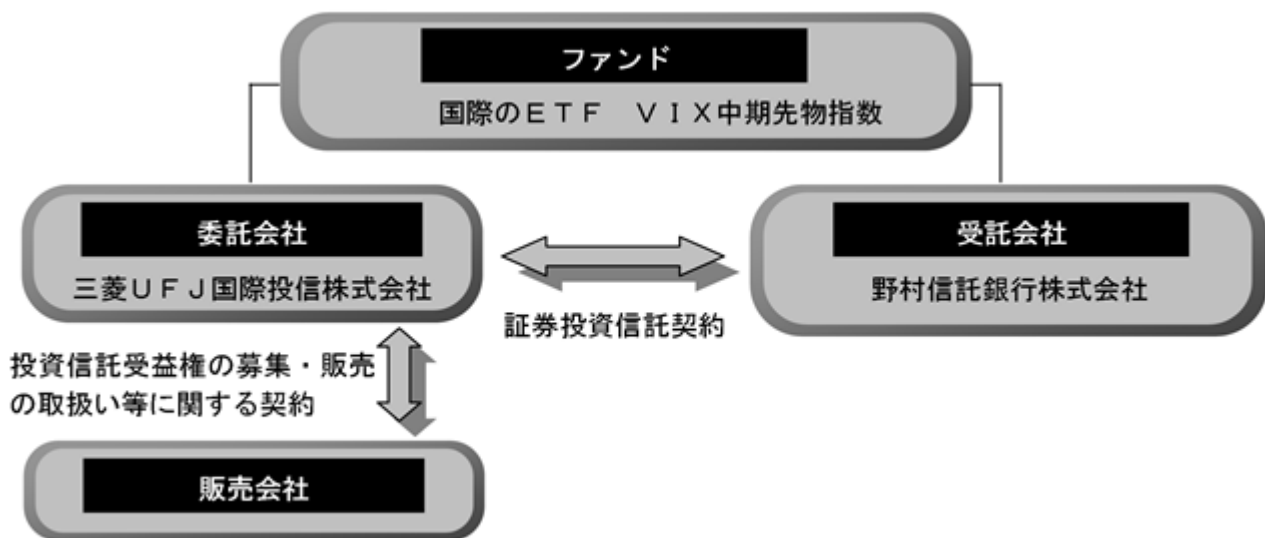 ファンド
国際のETF VIX中期先物指数
委託会社
三菱UFJ国際投信株式会社
受託会社
野村信託銀行株式会社
証券投資信託契約
投資信託受益権の募集・販売
の取扱い等に関する契約
販売会社